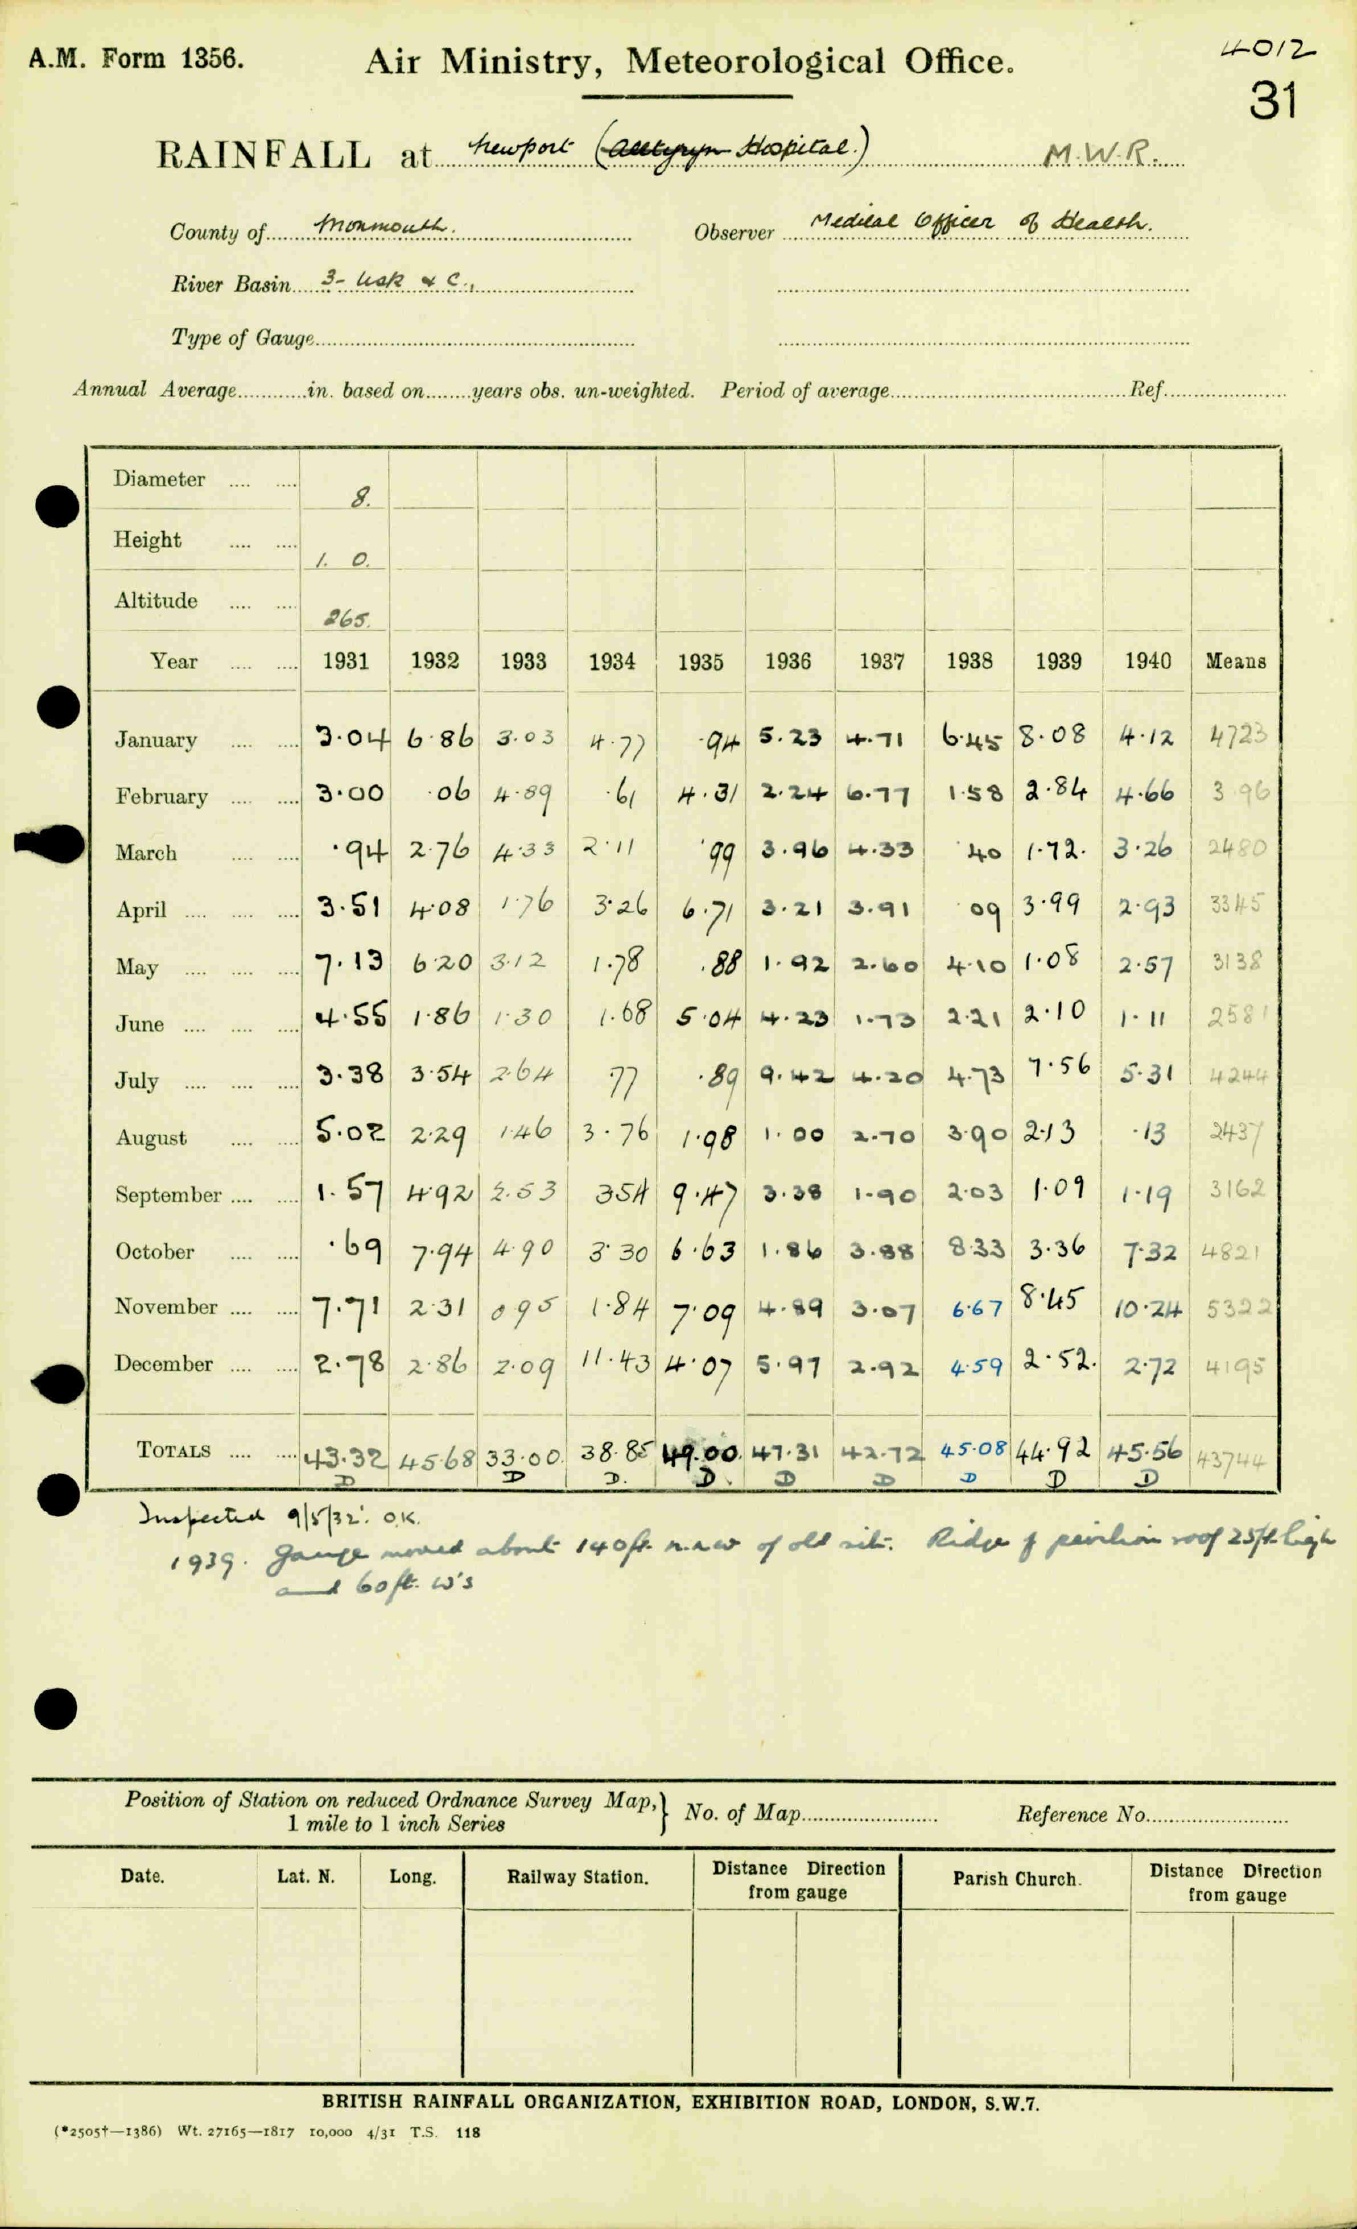 A.M. Form 1356.
Air Ministry, Meteorological Office.
4012
31
RAINFALL at Newport (Allt-yr-yn Hospital.) M.W.R.
County of Monmouth. Observer Medical Officer of Health.
River Basin 3- Usk & C.,
Type of Gauge
Annual Average in. based on years obs. un-weighted. Period of average Ref.
Diameter 8.
Height 1. 0.
Altitude 265.
Year 1931 1932 1933 1934 1935 1936 1937 1938 1939 1940 Means
January 3.04 6.86 3.03 4.77 .94 5.23 4.71 6.45 8.08 4.12 4723
February 3.00 .06 4.89 .61 4.31 2.24 6.77 1.58 2.84 4.66 3 96
March .94 2.76 4.33 2.11 .99 3.96 4.33 .40 1.72. 3.26 2480
April 3.51 4.08 1.76 3.26 6.71 3.21 3.91 .09 3.99 2.93 3345
May 7.13 6.20 3.12 1.78 .88 1.92 2.60 4.10 1.08 2.57 3138
June 4.55 1.86 1.30 1.68 5.04 4.23 1.73 2.21 2.10 1.11 2581
July 3.38 3.54 2.64 .77 .89 9.42 4.20 4.73 7.56 5.31 4244
August 5.02 2.29 1.46 3.76 1.98 1.00 2.70 3.90 2.13 .13 2437
September 1.57 4.92 2.53 3.54 9.47 3.38 1.90 2.03 1.09 1.19 3162
October .69 7.94 4.90 3.30 6.63 1.86 3.88 8.33 3.36 7.32 4821
November 7.71 2.31 0.95 1.84 7.09 4.89 3.07 6.67 8.45 10.24 5322
December 2.78 2.86 2.09 11.43 4.07 5.97 2.92 4.59 2.52. 2.72 4195
TOTALS 43.32 45.68 33.00 38.85 49.00 47.31 42.72 45.08 44.92 45.56 43744
D D D. D. D D D D D
Inspected 9/5/32. O.K.
1939. Gauge moved about 140ft. n.n.w of old site. Ridge of pavilion roof 25ft. high
and 60ft. W's
Position of Station on reduced Ordnance Survey Map, } No. of Map Reference No.
1 mile to 1 inch Series
Date. Lat. N. Long. Railway Station. Distance Direction from gauge Parish Church. Distance Direction from gauge
BRITISH RAINFALL ORGANIZATION, EXHIBITION ROAD, LONDON, S.W.7.
(*2505†—1386) Wt. 27165—1817 10,000 4/31 T.S. 118